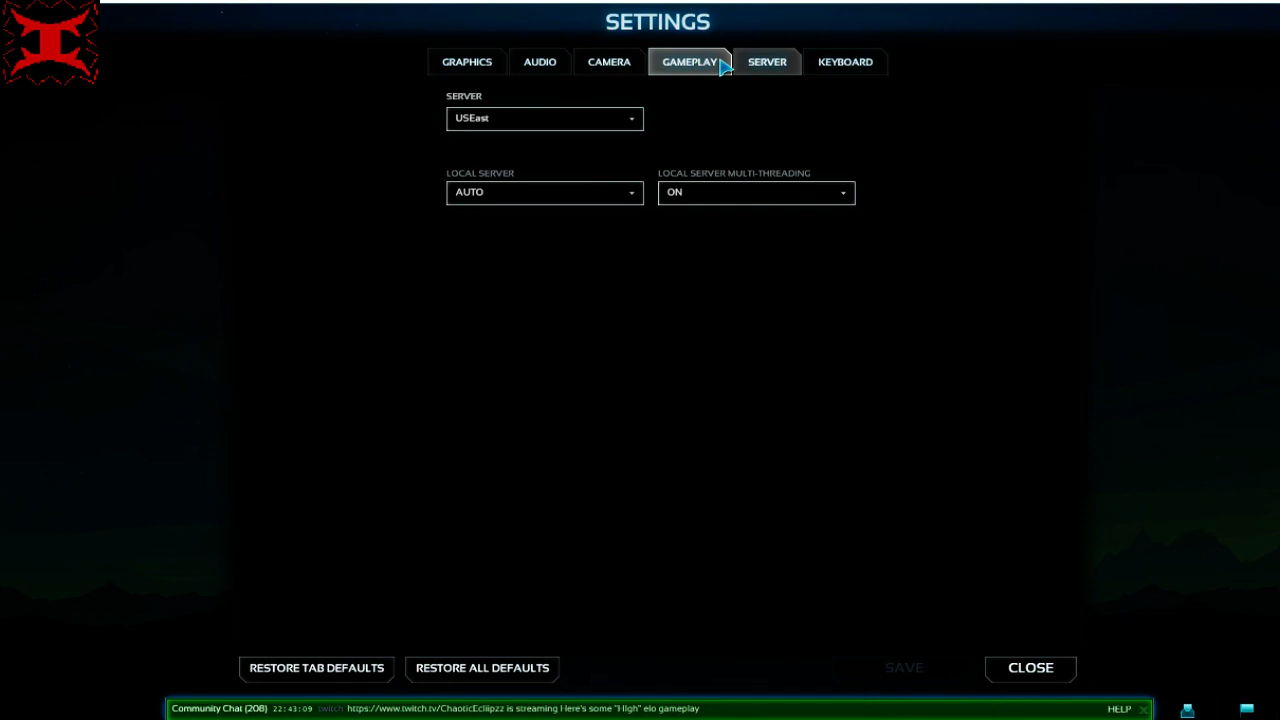 SETTINGS
GRAPHICS AUDIO CAMERA GAMEPLAY SERVER KEYBOARD
SERVER
USEast
LOCAL SERVER LOCAL SERVER MULTI-THREADING
AUTO ON
RESTORE TAB DEFAULTS RESTORE ALL DEFAULTS SAVE CLOSE
Community Chat (208) 22:43:09 twitch https://www.twitch.tv/ChaoticEcliipzz is streaming Here's some "HIgh" elo gameplay HELP